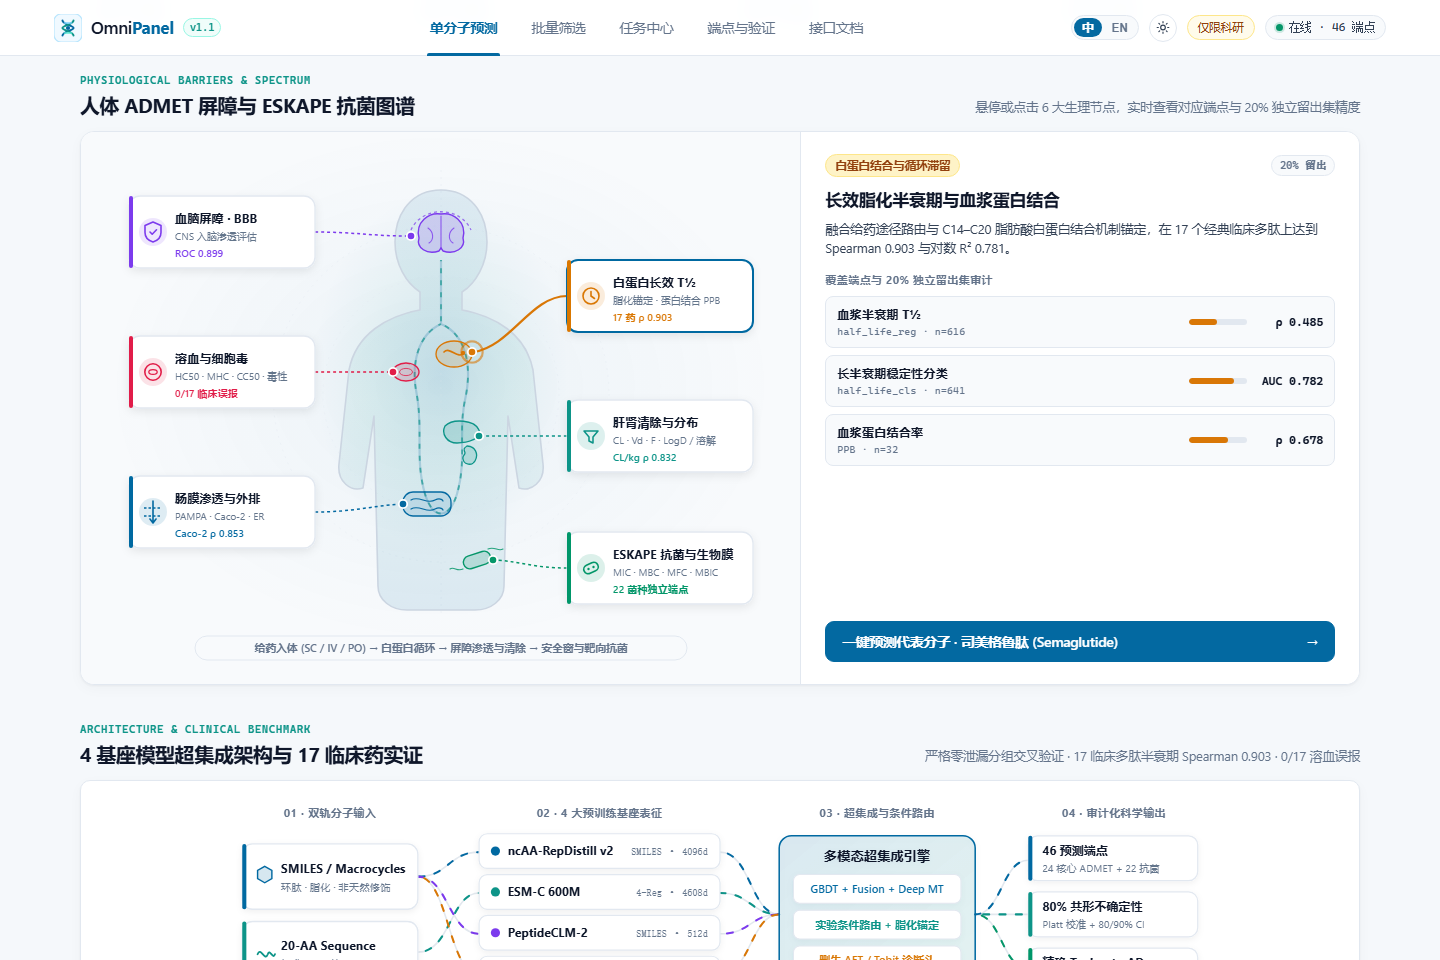 OmniPanel v1.1
单分子预测
批量筛选
任务中心
端点与验证
接口文档
中 EN
仅限科研
在线 · 46 端点
PHYSIOLOGICAL BARRIERS & SPECTRUM
人体 ADMET 屏障与 ESKAPE 抗菌图谱
悬停或点击 6 大生理节点，实时查看对应端点与 20% 独立留出集精度
血脑屏障 · BBB
CNS 入脑渗透评估
ROC 0.899
溶血与细胞毒
HC50 · MHC · CC50 · 毒性
0/17 临床误报
肠膜渗透与外排
PAMPA · Caco-2 · ER
Caco-2 ρ 0.853
白蛋白长效 T½
脂化锚定 · 蛋白结合 PPB
17 药 ρ 0.903
肝肾清除与分布
CL · Vd · F · LogD / 溶解
CL/kg ρ 0.832
ESKAPE 抗菌与生物膜
MIC · MBC · MFC · MBIC
22 菌种独立端点
给药入体 (SC / IV / PO) → 白蛋白循环 → 屏障渗透与清除 → 安全窗与靶向抗菌
白蛋白结合与循环滞留
20% 留出
长效脂化半衰期与血浆蛋白结合
融合给药途径路由与 C14–C20 脂肪酸白蛋白结合机制锚定，在 17 个经典临床多肽上达到
Spearman 0.903 与对数 R² 0.781。
覆盖端点与 20% 独立留出集审计
血浆半衰期 T½
half_life_reg · n=616
ρ 0.485
长半衰期稳定性分类
half_life_cls · n=641
AUC 0.782
血浆蛋白结合率
PPB · n=32
ρ 0.678
一键预测代表分子 · 司美格鲁肽 (Semaglutide) →
ARCHITECTURE & CLINICAL BENCHMARK
4 基座模型超集成架构与 17 临床药实证
严格零泄漏分组交叉验证 · 17 临床多肽半衰期 Spearman 0.903 · 0/17 溶血误报
01 · 双轨分子输入
02 · 4 大预训练基座表征
03 · 超集成与条件路由
04 · 审计化科学输出
SMILES / Macrocycles
环肽 · 脂化 · 非天然修饰
20-AA Sequence
ncAA-RepDistill v2 SMILES · 4096d
ESM-C 600M 4-Reg · 4608d
PeptideCLM-2 SMILES · 512d
多模态超集成引擎
GBDT + Fusion + Deep MT
实验条件路由 + 脂化锚定
46 预测端点
24 核心 ADMET + 22 抗菌
80% 共形不确定性
Platt 校准 + 80/90% CI